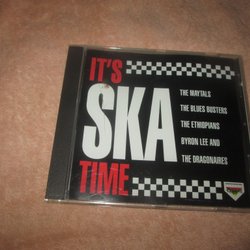 IT'S
SKA
TIME
THE MAYTALS
THE BLUES BUSTERS
THE ETHIOPIANS
BYRON LEE AND
THE DRAGONAIRES